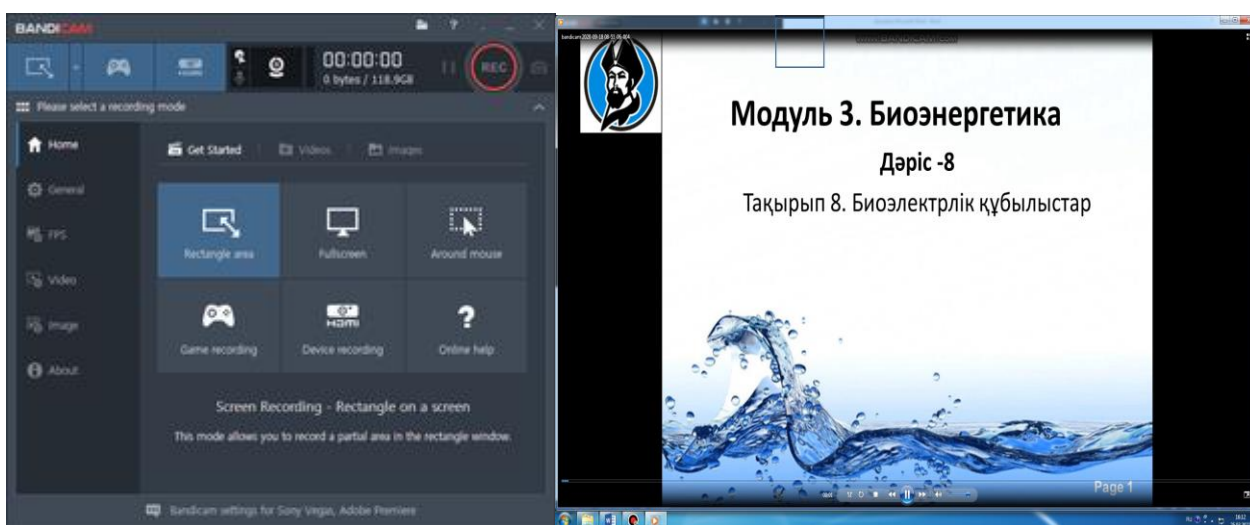 BANDICAM
00:00:00
0 bytes / 118.9GB
REC
Please select a recording mode
Home
General
FPS
Video
Image
About
Get Started
Videos
Images
Rectangle area
Fullscreen
Around mouse
Game recording
HDMI
Device recording
?
Online help
Screen Recording - Rectangle on a screen
This mode allows you to record a partial area in the rectangle window.
Bandicam settings for Sony Vegas, Adobe Premiere
Модуль 3. Биоэнергетика
Дәріс -8
Тақырып 8. Биоэлектрлік құбылыстар
Page 1